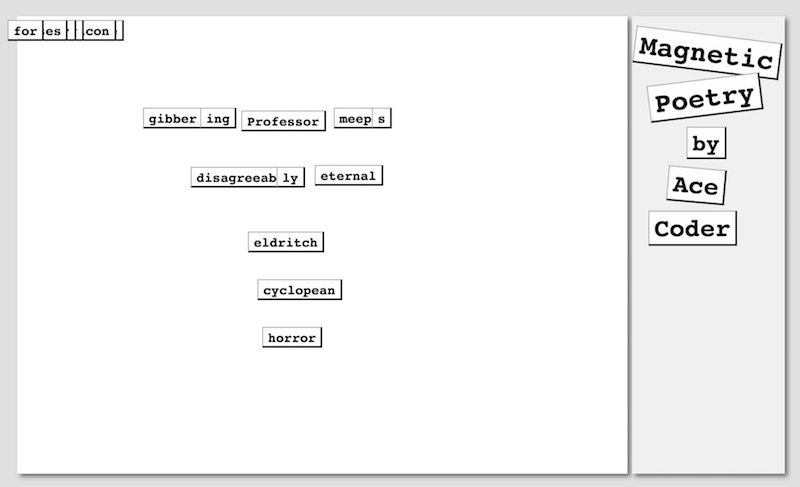 for es con
gibber ing Professor meep s
disagreeab ly eternal
eldritch
cyclopean
horror
Magnetic
Poetry
by
Ace
Coder